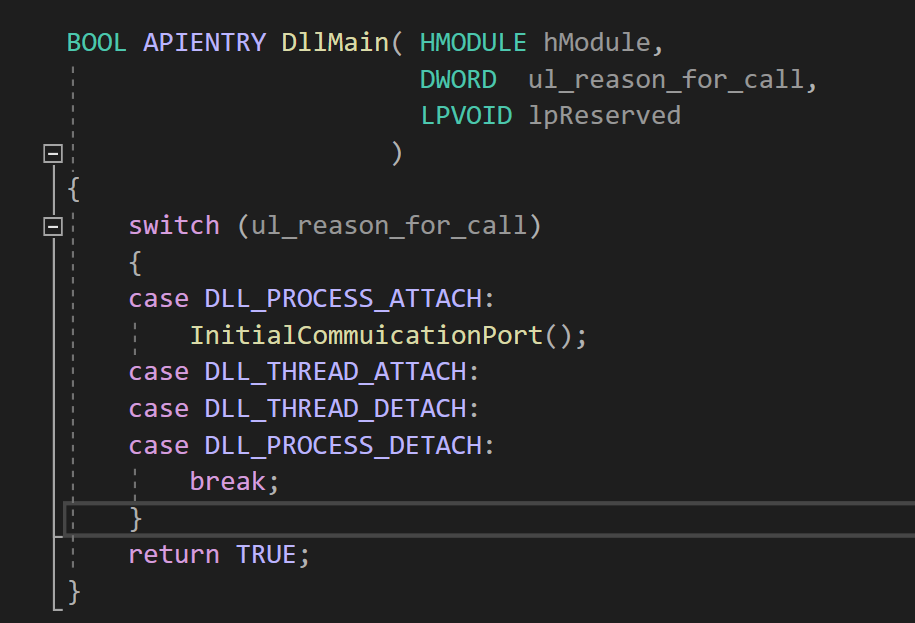 BOOL APIENTRY DllMain( HMODULE hModule,
DWORD  ul_reason_for_call,
LPVOID lpReserved
)
{
switch (ul_reason_for_call)
{
case DLL_PROCESS_ATTACH:
InitialCommuicationPort();
case DLL_THREAD_ATTACH:
case DLL_THREAD_DETACH:
case DLL_PROCESS_DETACH:
break;
}
return TRUE;
}